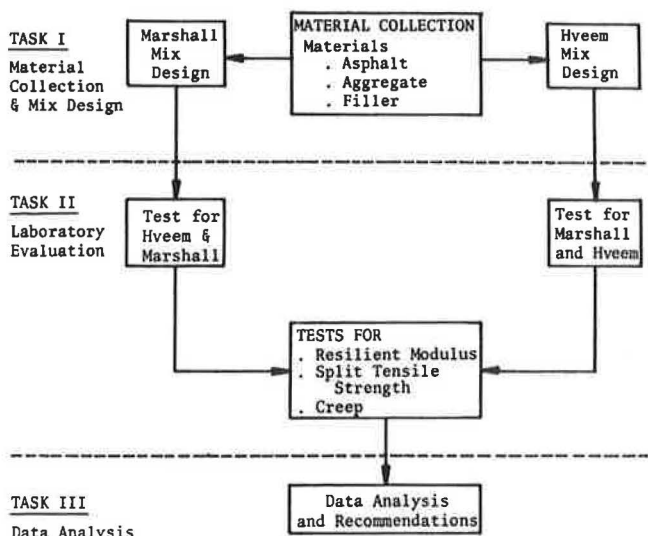 TASK I
Material
Collection
& Mix Design
Marshall
Mix
Design
MATERIAL COLLECTION
Materials
. Asphalt
. Aggregate
. Filler
Hveem
Mix
Design
TASK II
Laboratory
Evaluation
Test for
Hveem &
Marshall
Test for
Marshall
and Hveem
TESTS FOR
. Resilient Modulus
. Split Tensile
Strength
. Creep
TASK III
Data Analysis
Data Analysis
and Recommendations